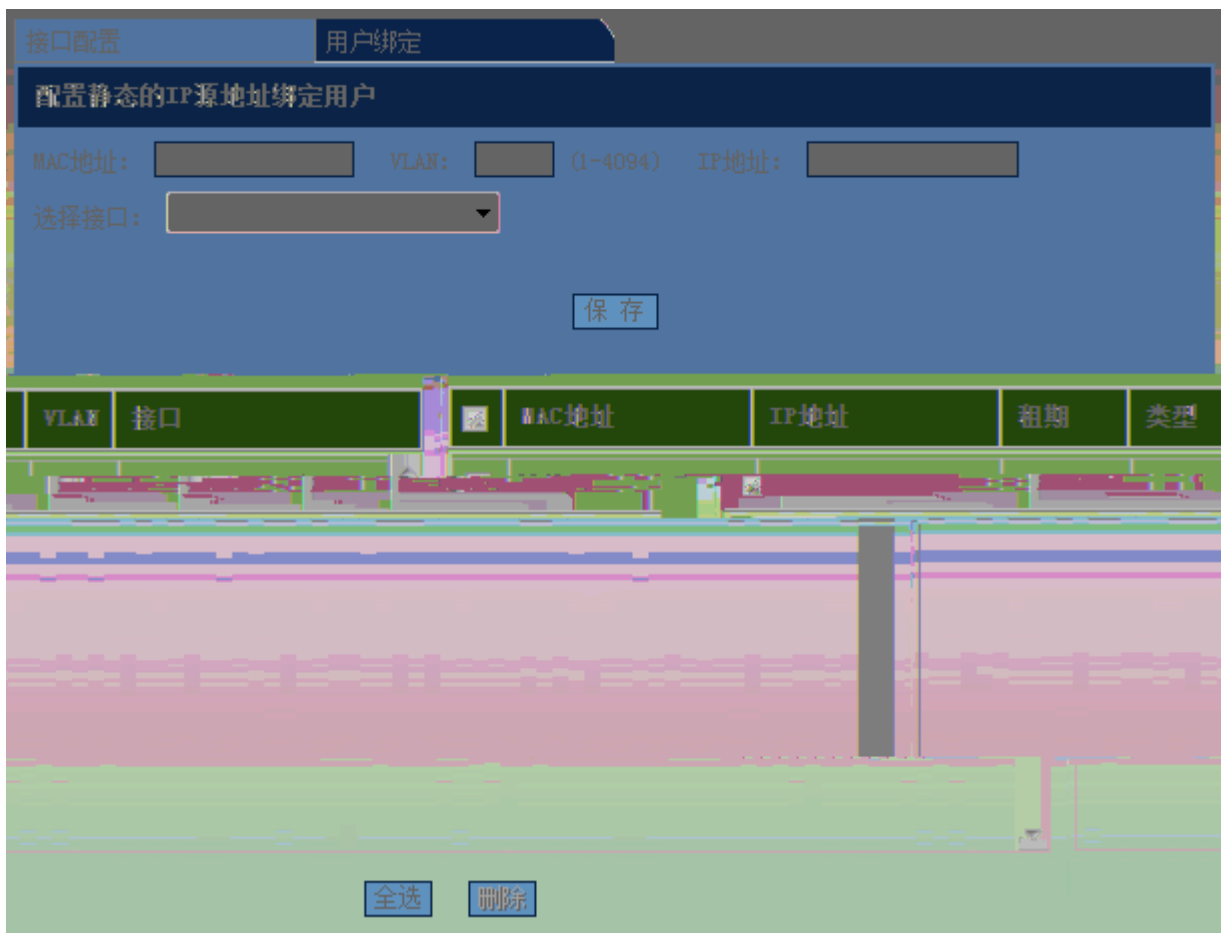 接口配置 用户绑定
配置静态的IP源地址绑定用户
MAC地址: VLAN: (1-4094) IP地址:
选择接口:
保 存
VLAN 接口 MAC地址 IP地址 租期 类型
全选 删除